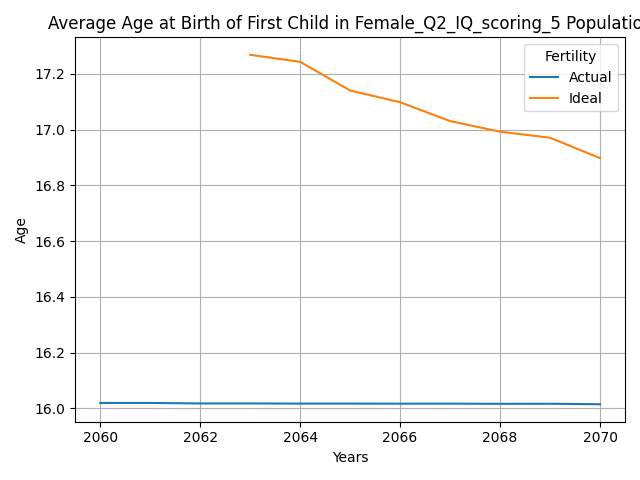 Average Age at Birth of First Child in Female_Q2_IQ_scoring_5 Populatio
Fertility
Actual
Ideal
17.2
17.0
16.8
16.6
16.4
16.2
16.0
Age
2060
2062
2064
2066
2068
2070
Years